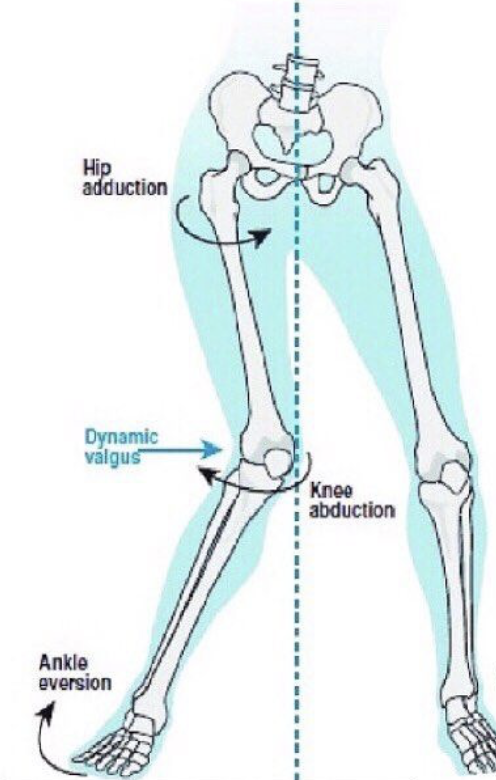 Hip
adduction
Dynamic
valgus
Knee
abduction
Ankle
eversion